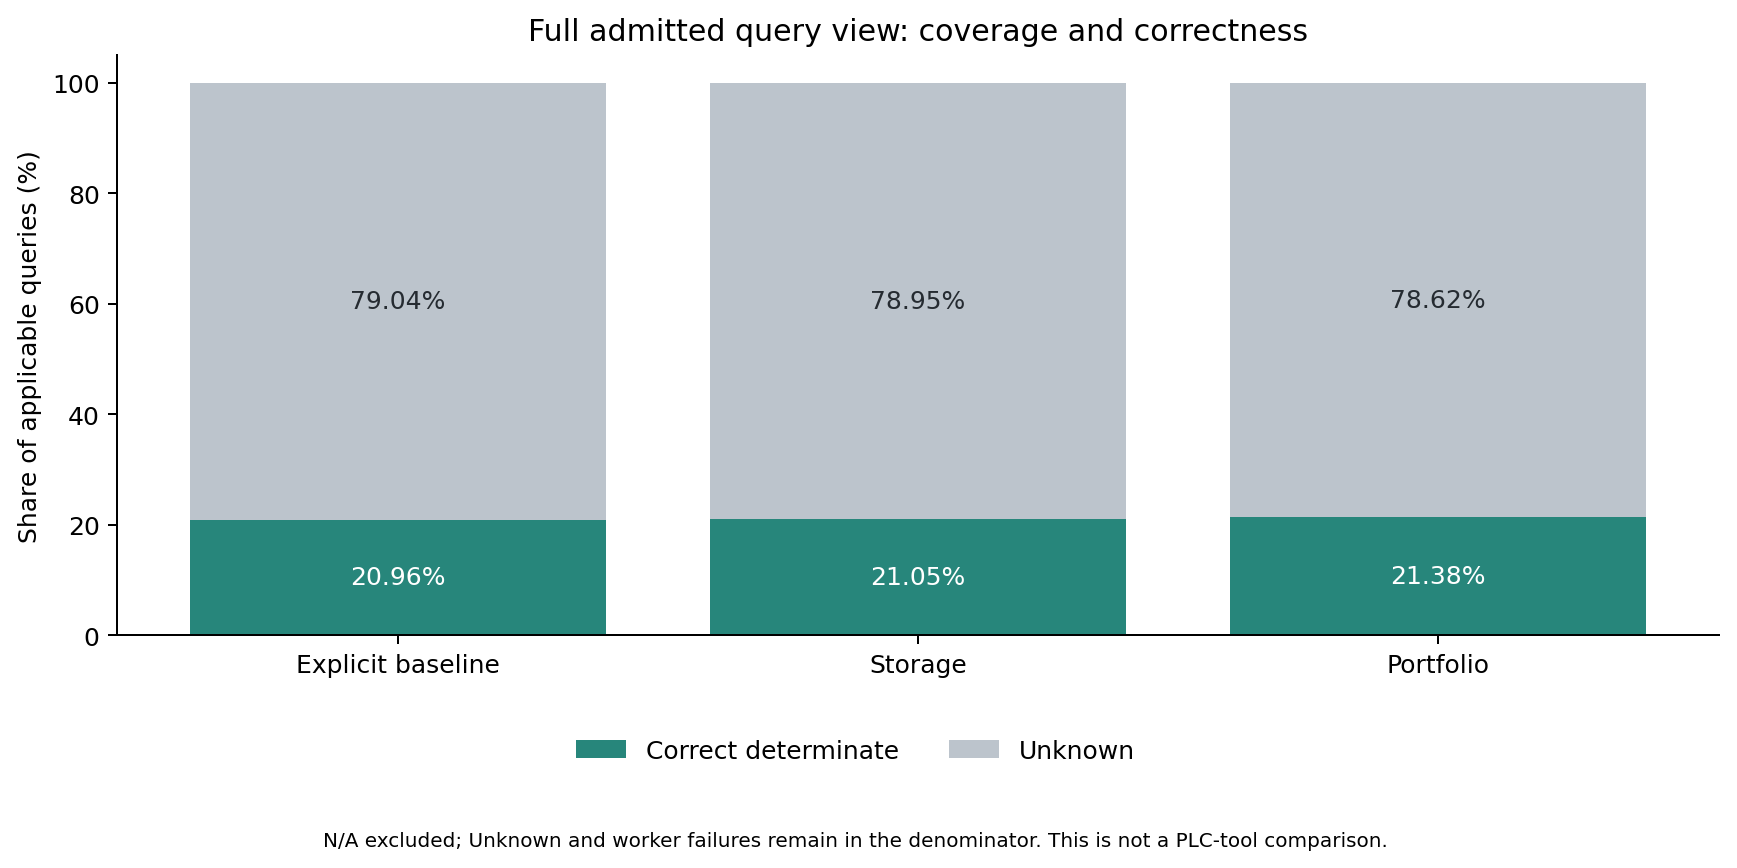 Full admitted query view: coverage and correctness
Share of applicable queries (%)
100
80
60
40
20
0
79.04%
78.95%
78.62%
20.96%
21.05%
21.38%
Explicit baseline
Storage
Portfolio
Correct determinate
Unknown
N/A excluded; Unknown and worker failures remain in the denominator. This is not a PLC-tool comparison.